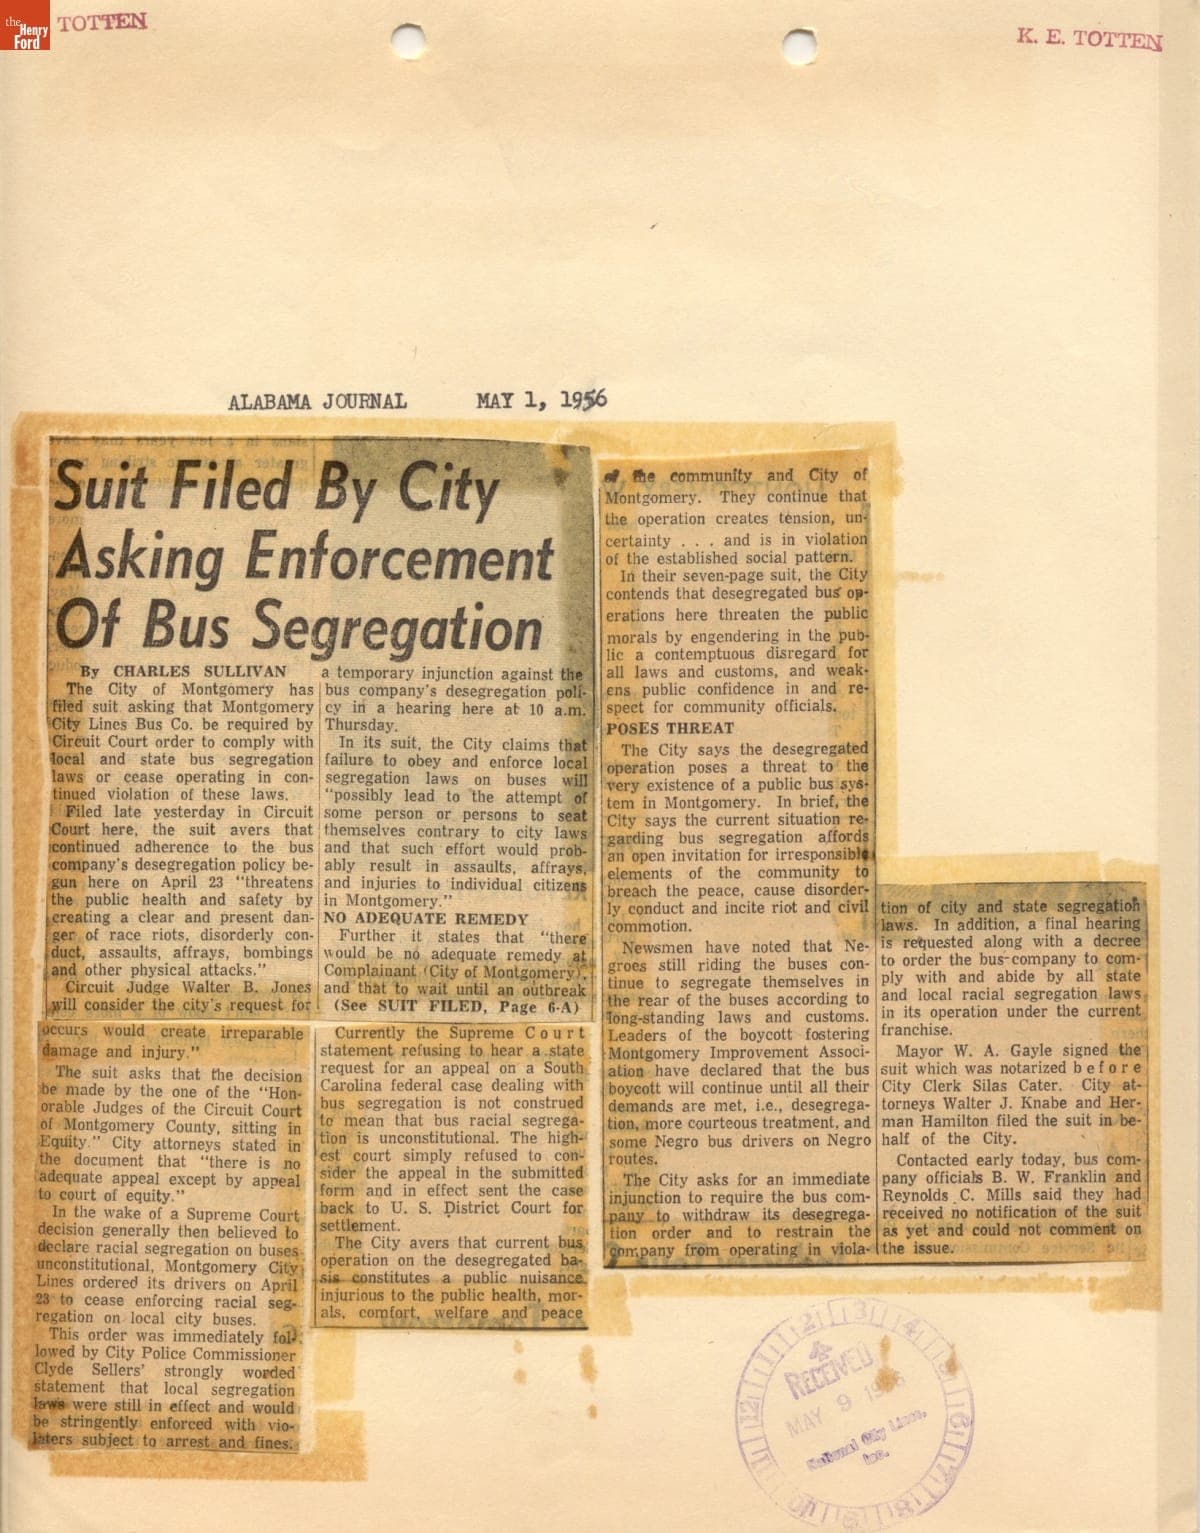 the
Henry
Ford
TOTTEN
K. E. TOTTEN
ALABAMA JOURNAL MAY 1, 1956
Suit Filed By City
Asking Enforcement
Of Bus Segregation
By CHARLES SULLIVAN
The City of Montgomery has
filed suit asking that Montgomery
City Lines Bus Co. be required by
Circuit Court order to comply with
local and state bus segregation
laws or cease operating in con-
tinued violation of these laws.
Filed late yesterday in Circuit
Court here, the suit avers that
continued adherence to the bus
company's desegregation policy be-
gun here on April 23 "threatens
the public health and safety by
creating a clear and present dan-
ger of race riots, disorderly con-
duct, assaults, affrays, bombings
and other physical attacks."
Circuit Judge Walter B. Jones
will consider the city's request for
a temporary injunction against the
bus company's desegregation poli-
cy in a hearing here at 10 a.m.
Thursday.
In its suit, the City claims that
failure to obey and enforce local
segregation laws on buses will
"possibly lead to the attempt of
some person or persons to seat
themselves contrary to city laws
and that such effort would prob-
ably result in assaults, affrays,
and injuries to individual citizens
in Montgomery."
NO ADEQUATE REMEDY
Further it states that "there
would be no adequate remedy at
Complainant (City of Montgomery),
and that to wait until an outbreak
(See SUIT FILED, Page 6-A)
occurs would create irreparable
damage and injury."
The suit asks that the decision
be made by the one of the "Hon-
orable Judges of the Circuit Court
of Montgomery County, sitting in
Equity." City attorneys stated in
the document that "there is no
adequate appeal except by appeal
to court of equity."
In the wake of a Supreme Court
decision generally then believed to
declare racial segregation on buses
unconstitutional, Montgomery City
Lines ordered its drivers on April
23 to cease enforcing racial seg-
regation on local city buses.
This order was immediately fol-
lowed by City Police Commissioner
Clyde Sellers' strongly worded
statement that local segregation
laws were still in effect and would
be stringently enforced with vio-
laters subject to arrest and fines.
Currently the Supreme Court
statement refusing to hear a state
request for an appeal on a South
Carolina federal case dealing with
bus segregation is not construed
to mean that bus racial segrega-
tion is unconstitutional. The high-
est court simply refused to con-
sider the appeal in the submitted
form and in effect sent the case
back to U. S. District Court for
settlement.
The City avers that current bus
operation on the desegregated ba-
sis constitutes a public nuisance
injurious to the public health, mor-
als, comfort, welfare and peace
of the community and City of
Montgomery. They continue that
the operation creates tension, un-
certainty . . . and is in violation
of the established social pattern.
In their seven-page suit, the City
contends that desegregated bus op-
erations here threaten the public
morals by engendering in the pub-
lic a contemptuous disregard for
all laws and customs, and weak-
ens public confidence in and re-
spect for community officials.
POSES THREAT
The City says the desegregated
operation poses a threat to the
very existence of a public bus sys-
tem in Montgomery. In brief, the
City says the current situation re-
garding bus segregation affords
an open invitation for irresponsible
elements of the community to
breach the peace, cause disorder-
ly conduct and incite riot and civil
commotion.
Newsmen have noted that Ne-
groes still riding the buses con-
tinue to segregate themselves in
the rear of the buses according to
long-standing laws and customs.
Leaders of the boycott fostering
Montgomery Improvement Associ-
ation have declared that the bus
boycott will continue until all their
demands are met, i.e., desegrega-
tion, more courteous treatment, and
some Negro bus drivers on Negro
routes.
The City asks for an immediate
injunction to require the bus com-
pany to withdraw its desegrega-
tion order and to restrain the
company from operating in viola-
tion of city and state segregation
laws. In addition, a final hearing
is requested along with a decree
to order the bus company to com-
ply with and abide by all state
and local racial segregation laws
in its operation under the current
franchise.
Mayor W. A. Gayle signed the
suit which was notarized before
City Clerk Silas Cater. City at-
torneys Walter J. Knabe and Her-
man Hamilton filed the suit in be-
half of the City.
Contacted early today, bus com-
pany officials B. W. Franklin and
Reynolds C. Mills said they had
received no notification of the suit
as yet and could not comment on
the issue.
RECEIVED
MAY 9
National City Lines,
Inc.